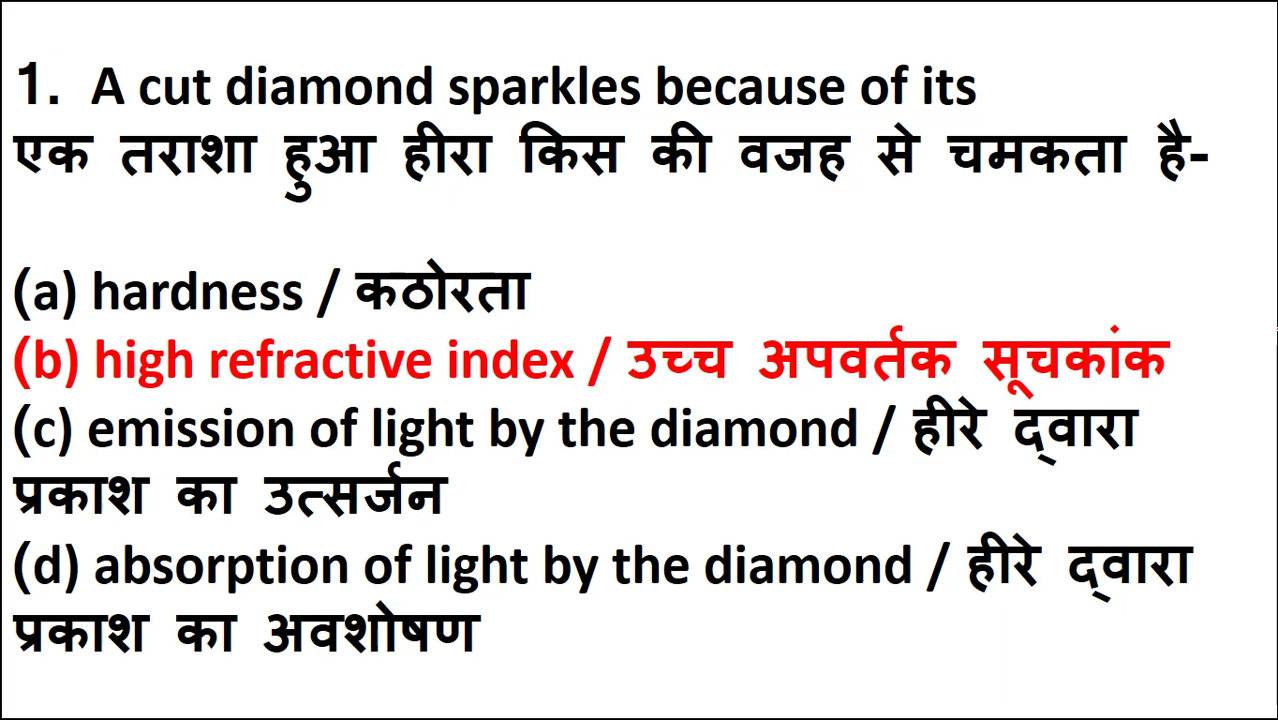 1. A cut diamond sparkles because of its
एक तराशा हुआ हीरा किस की वजह से चमकता है-
(a) hardness / कठोरता
(b) high refractive index / उच्च अपवर्तक सूचकांक
(c) emission of light by the diamond / हीरे द्वारा
प्रकाश का उत्सर्जन
(d) absorption of light by the diamond / हीरे द्वारा
प्रकाश का अवशोषण